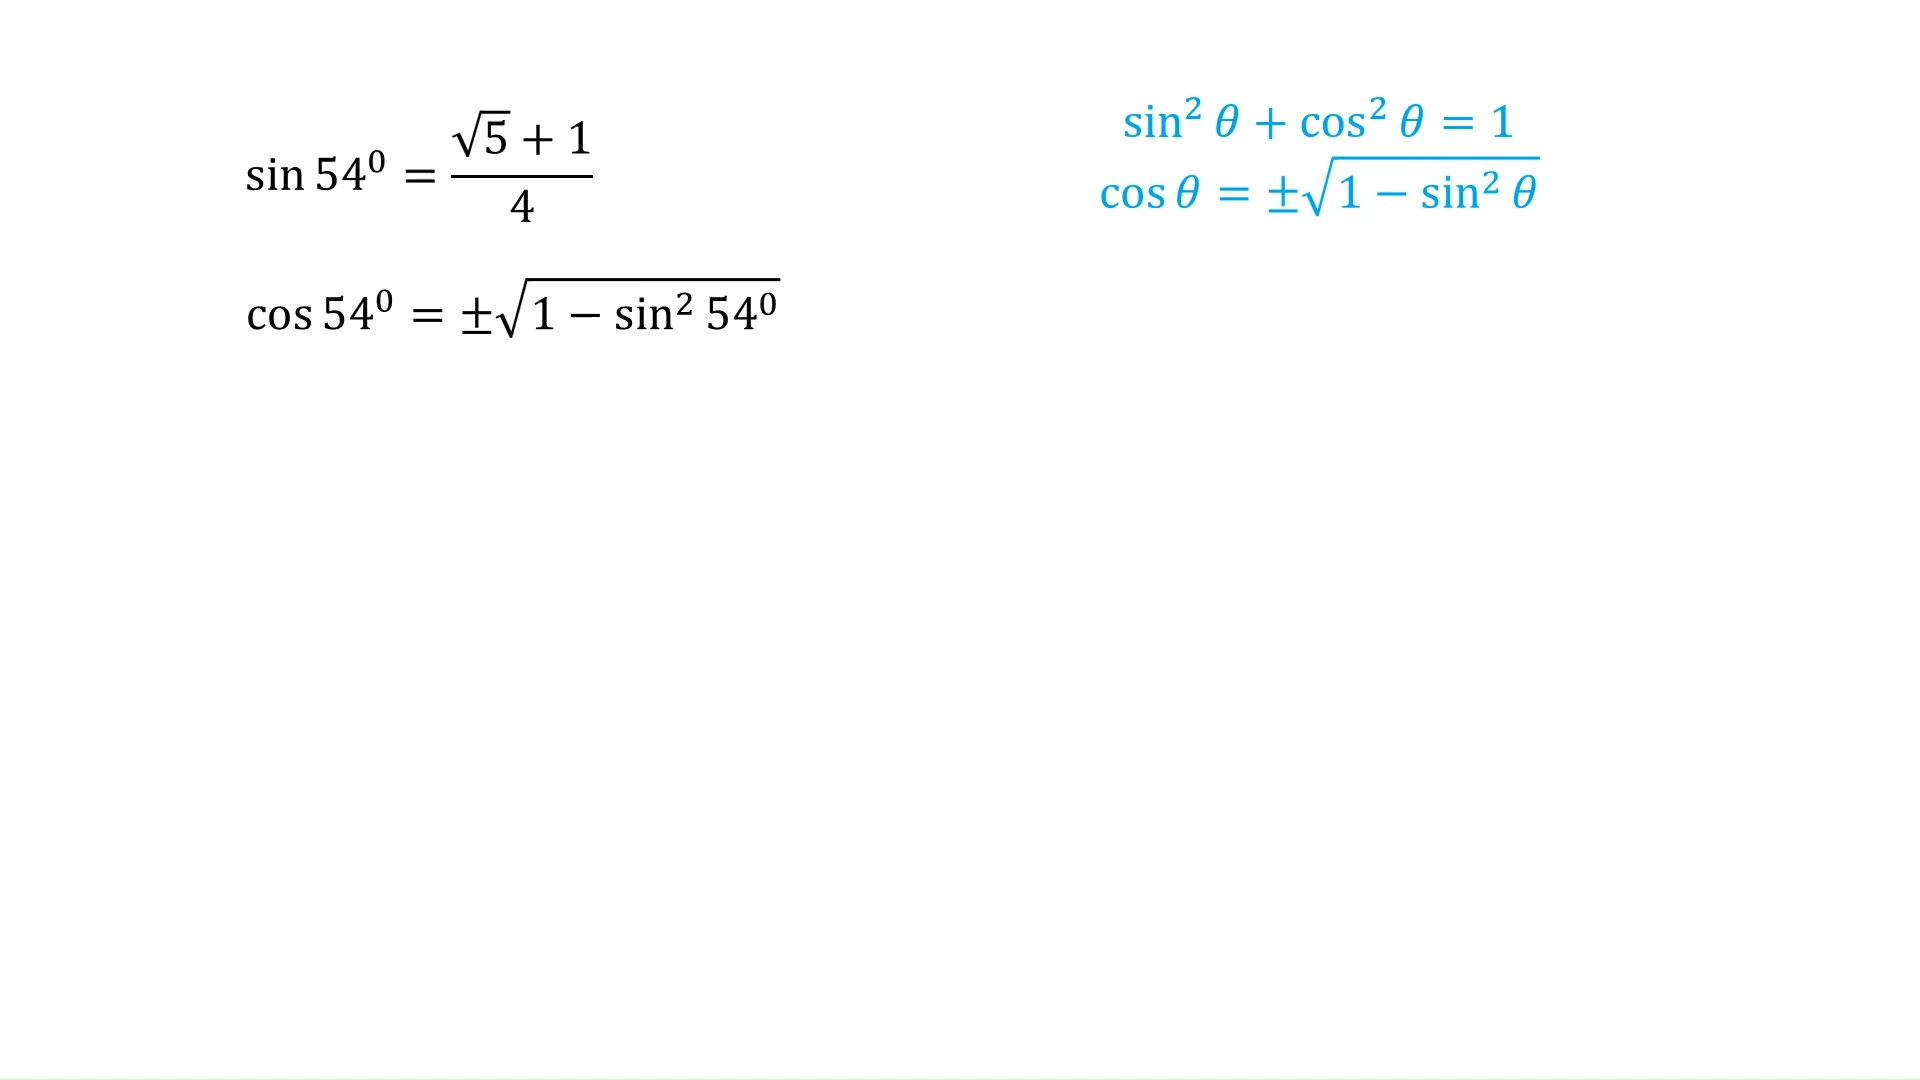 sin 54⁰ = (√5 + 1)/4
cos 54⁰ = ±√(1 − sin² 54⁰)
sin² θ + cos² θ = 1
cos θ = ±√(1 − sin² θ)